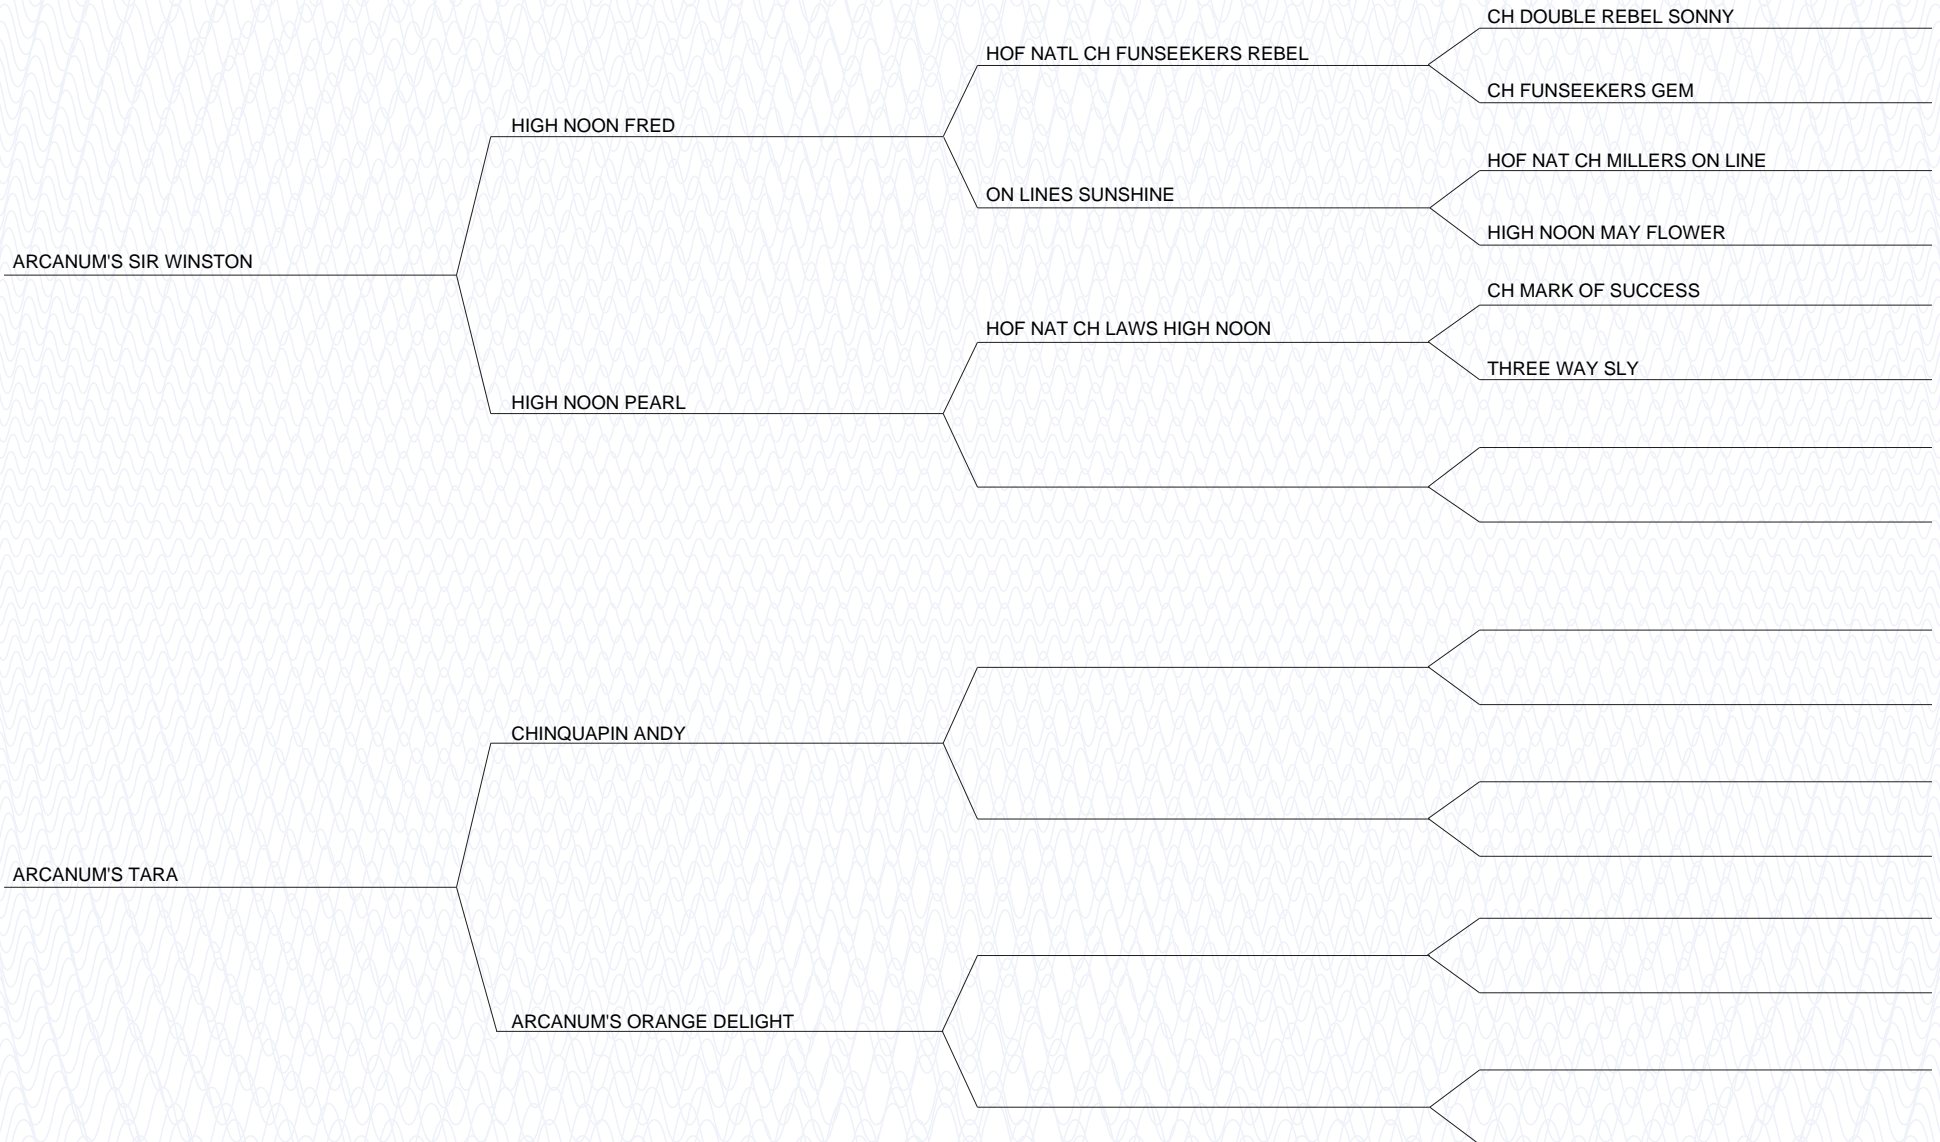 CH DOUBLE REBEL SONNY
HOF NATL CH FUNSEEKERS REBEL
CH FUNSEEKERS GEM
HIGH NOON FRED
HOF NAT CH MILLERS ON LINE
ON LINES SUNSHINE
HIGH NOON MAY FLOWER
ARCANUM'S SIR WINSTON
CH MARK OF SUCCESS
HOF NAT CH LAWS HIGH NOON
THREE WAY SLY
HIGH NOON PEARL
CHINQUAPIN ANDY
ARCANUM'S TARA
ARCANUM'S ORANGE DELIGHT